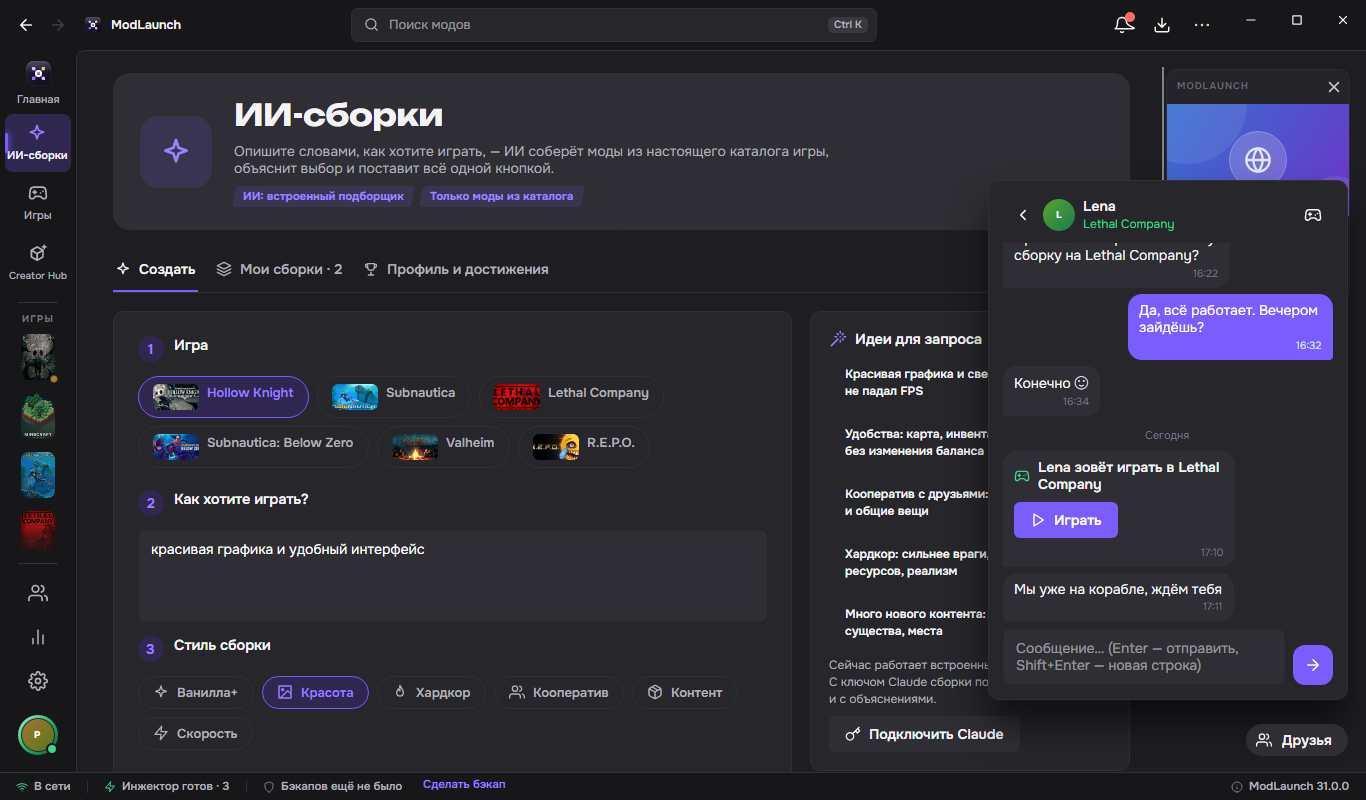 ModLaunch
Поиск модов
Ctrl K
Главная
ИИ-сборки
Игры
Creator Hub
ИГРЫ
MINECRAFT
LETHAL
COMPANY
P
ИИ-сборки
Опишите словами, как хотите играть, — ИИ соберёт моды из настоящего каталога игры,
объяснит выбор и поставит всё одной кнопкой.
ИИ: встроенный подборщик
Только моды из каталога
Создать
Мои сборки · 2
Профиль и достижения
1
Игра
Hollow Knight
Subnautica
LETHAL
COMPANY
Lethal Company
Subnautica: Below Zero
Valheim
R.E.P.O.
R.E.P.O.
2
Как хотите играть?
красивая графика и удобный интерфейс
3
Стиль сборки
Ванилла+
Красота
Хардкор
Кооператив
Контент
Скорость
Идеи для запроса
Красивая графика и све
не падал FPS
Удобства: карта, инвент
без изменения баланса
Кооператив с друзьями:
и общие вещи
Хардкор: сильнее враги,
ресурсов, реализм
Много нового контента:
существа, места
Сейчас работает встроенн
С ключом Claude сборки по
и с объяснениями.
Подключить Claude
MODLAUNCH
L
Lena
Lethal Company
сборку на Lethal Company?
16:22
Да, всё работает. Вечером
зайдёшь?
16:32
Конечно
16:34
Сегодня
Lena зовёт играть в Lethal
Company
Играть
17:10
Мы уже на корабле, ждём тебя
17:11
Сообщение... (Enter — отправить,
Shift+Enter — новая строка)
Друзья
В сети
Инжектор готов · 3
Бэкапов ещё не было
Сделать бэкап
ModLaunch 31.0.0